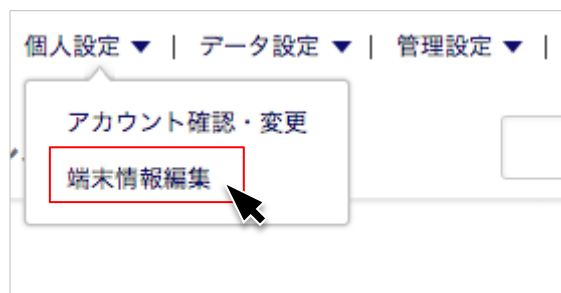 個人設定 ▼ | データ設定 ▼ | 管理設定 ▼ |
アカウント確認・変更
端末情報編集